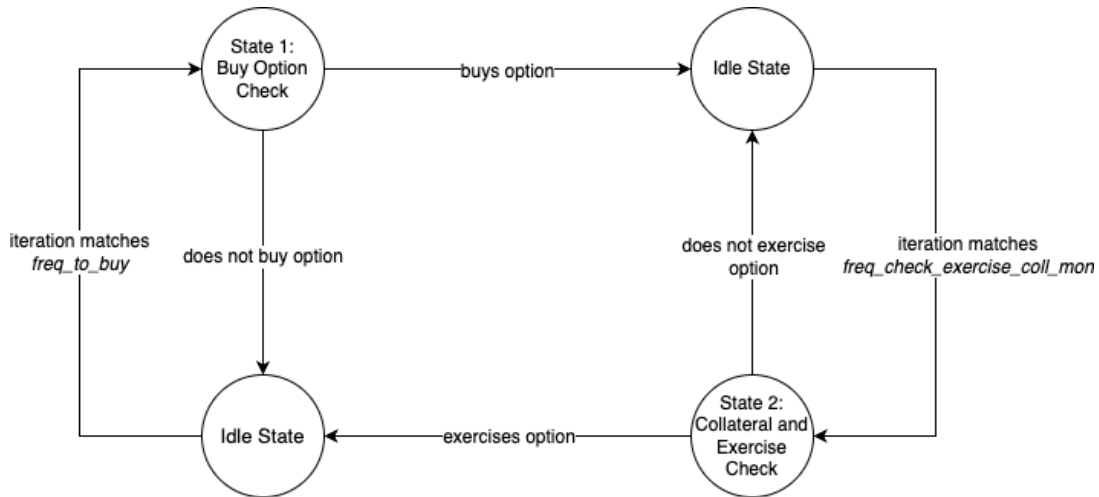 State 1:
Buy Option
Check
buys option
Idle State
iteration matches
freq_to_buy
does not buy option
does not exercise
option
iteration matches
freq_check_exercise_coll_mon
Idle State
exercises option
State 2:
Collateral and
Exercise
Check